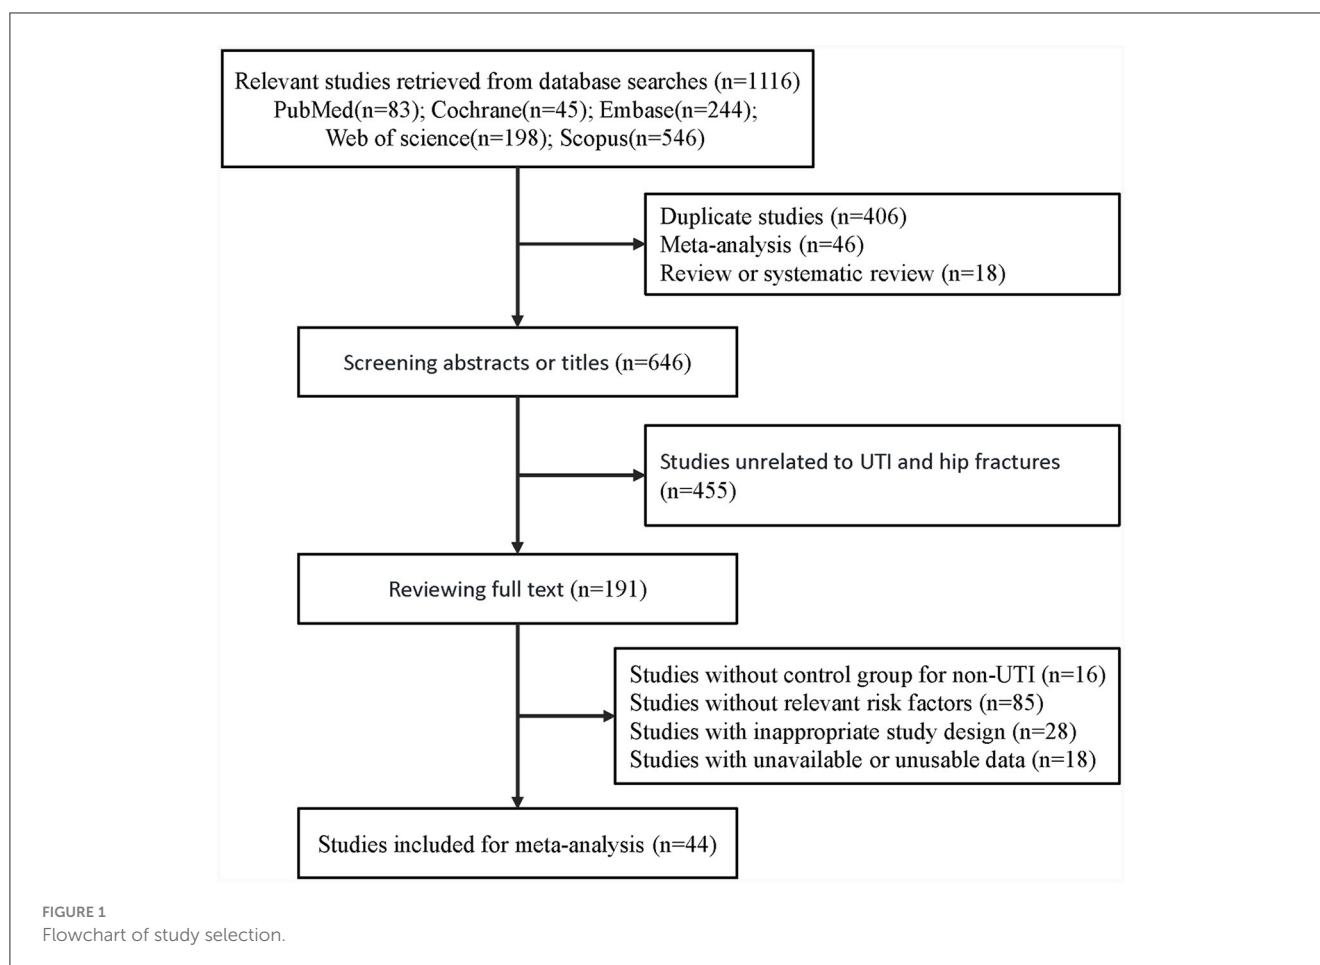 Relevant studies retrieved from database searches (n=1116)
PubMed(n=83); Cochrane(n=45); Embase(n=244);
Web of science(n=198); Scopus(n=546)
Duplicate studies (n=406)
Meta-analysis (n=46)
Review or systematic review (n=18)
Screening abstracts or titles (n=646)
Studies unrelated to UTI and hip fractures
(n=455)
Reviewing full text (n=191)
Studies without control group for non-UTI (n=16)
Studies without relevant risk factors (n=85)
Studies with inappropriate study design (n=28)
Studies with unavailable or unusable data (n=18)
Studies included for meta-analysis (n=44)
FIGURE 1
Flowchart of study selection.